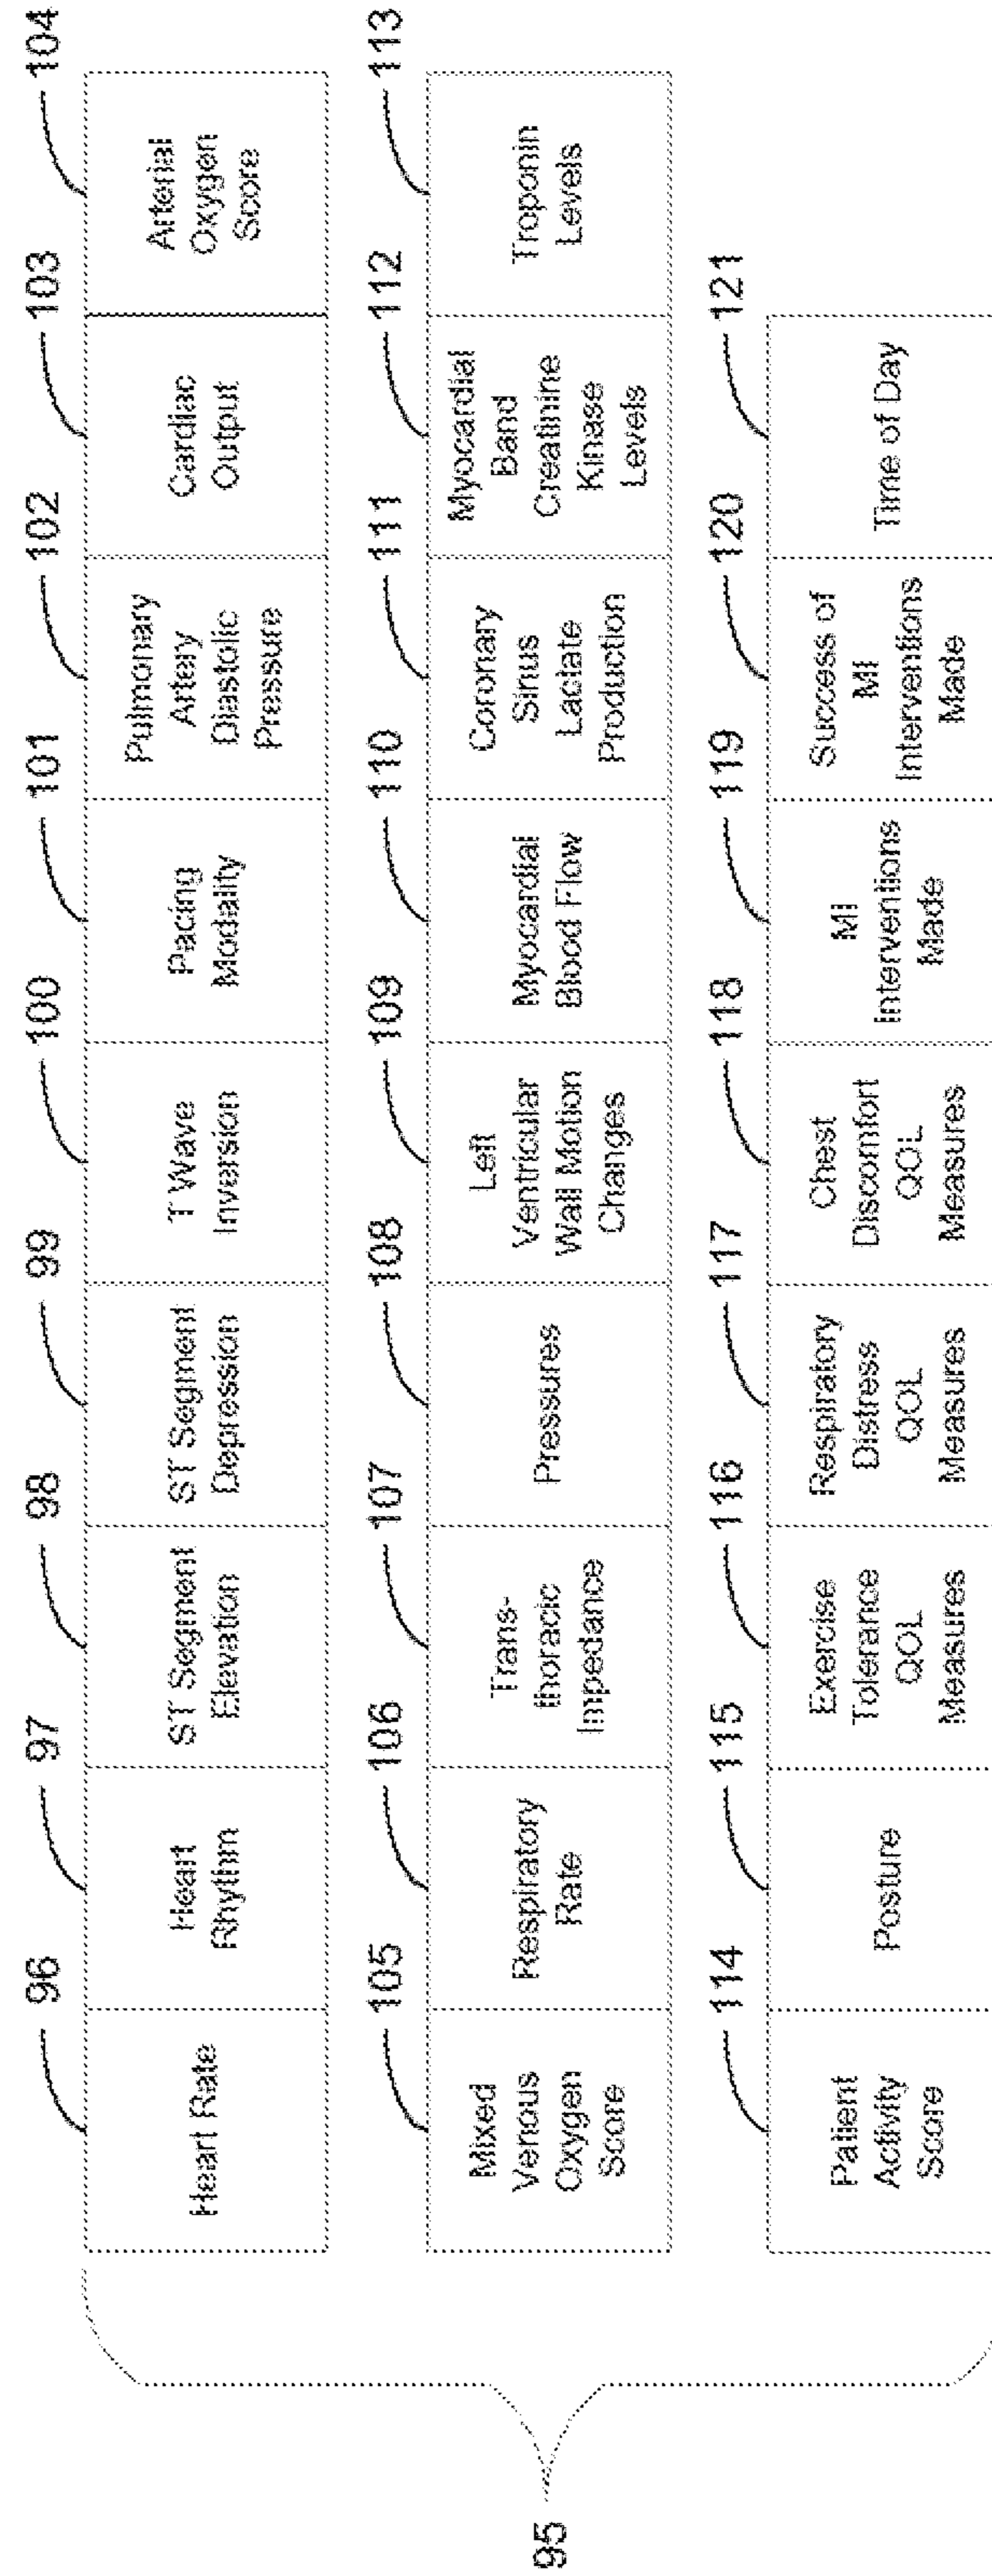 95
96
97
98
99
100
101
102
103
104
Heart Rate
Heart
Rhythm
ST Segment
Elevation
ST Segment
Depression
T Wave
Inversion
Pacing
Modality
Pulmonary
Artery
Diastolic
Pressure
Cardiac
Output
Arterial
Oxygen
Score
105
106
107
108
109
110
111
112
113
Mixed
Venous
Oxygen
Score
Respiratory
Rate
Trans-
thoracic
Impedance
Pressures
Left
Ventricular
Wall Motion
Changes
Myocardial
Blood Flow
Coronary
Sinus
Lactate
Production
Myocardial
Band
Creatinine
Kinase
Levels
Troponin
Levels
114
115
116
117
118
119
120
121
Patient
Activity
Score
Posture
Exercise
Tolerance
QOL
Measures
Respiratory
Distress
QOL
Measures
Chest
Discomfort
QOL
Measures
MI
Interventions
Made
Success of
MI
Interventions
Made
Time of Day